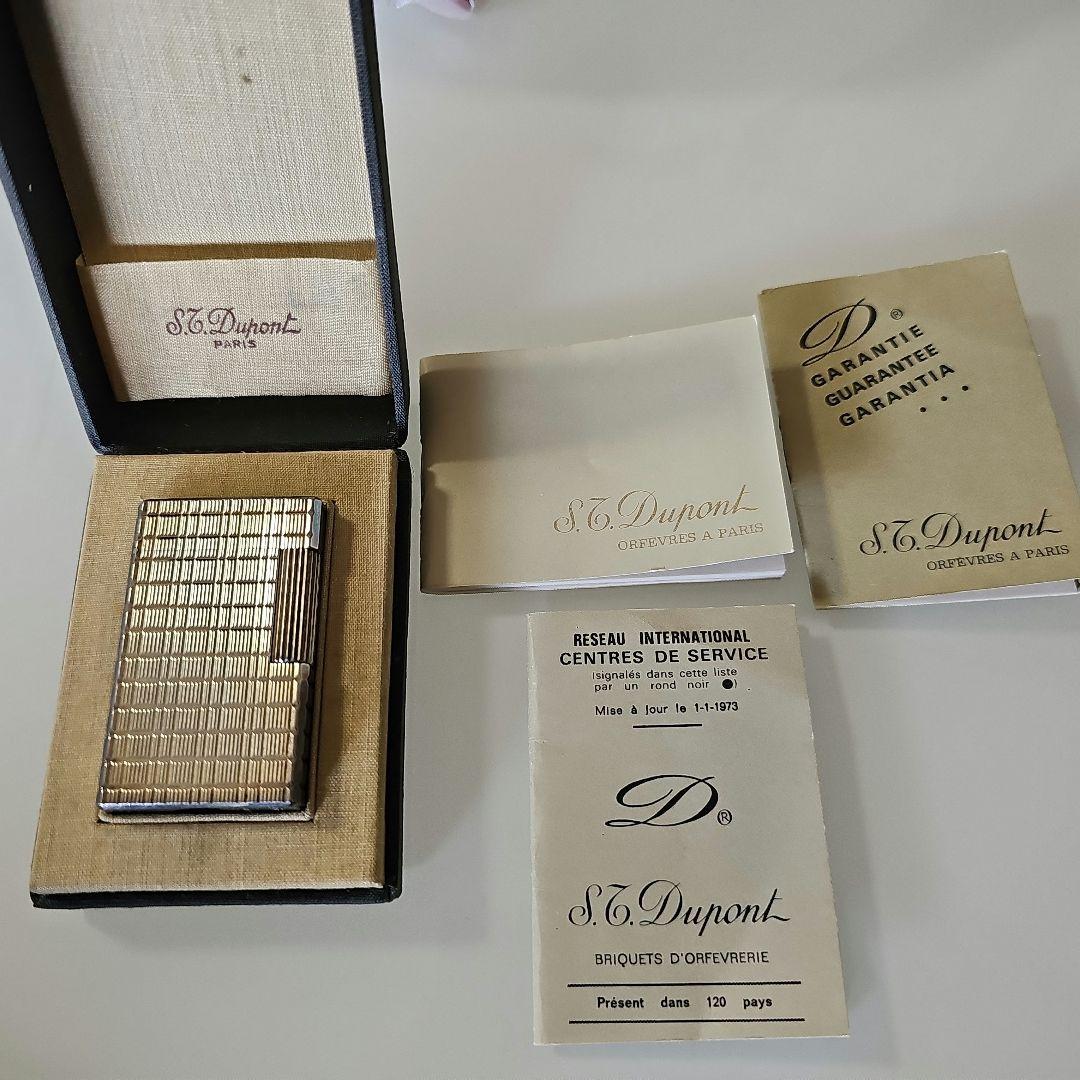 S.T. Dupont
PARIS
S.T. Dupont
ORFEVRES A PARIS
D®
GARANTIE
GUARANTEE
GARANTIA
...
S.T. Dupont
ORFÈVRES A PARIS
RESEAU INTERNATIONAL
CENTRES DE SERVICE
(signalés dans cette liste
par un rond noir ●)
Mise à jour le 1-1-1973
D®
S.T. Dupont
BRIQUETS D'ORFEVRERIE
Présent dans 120 pays